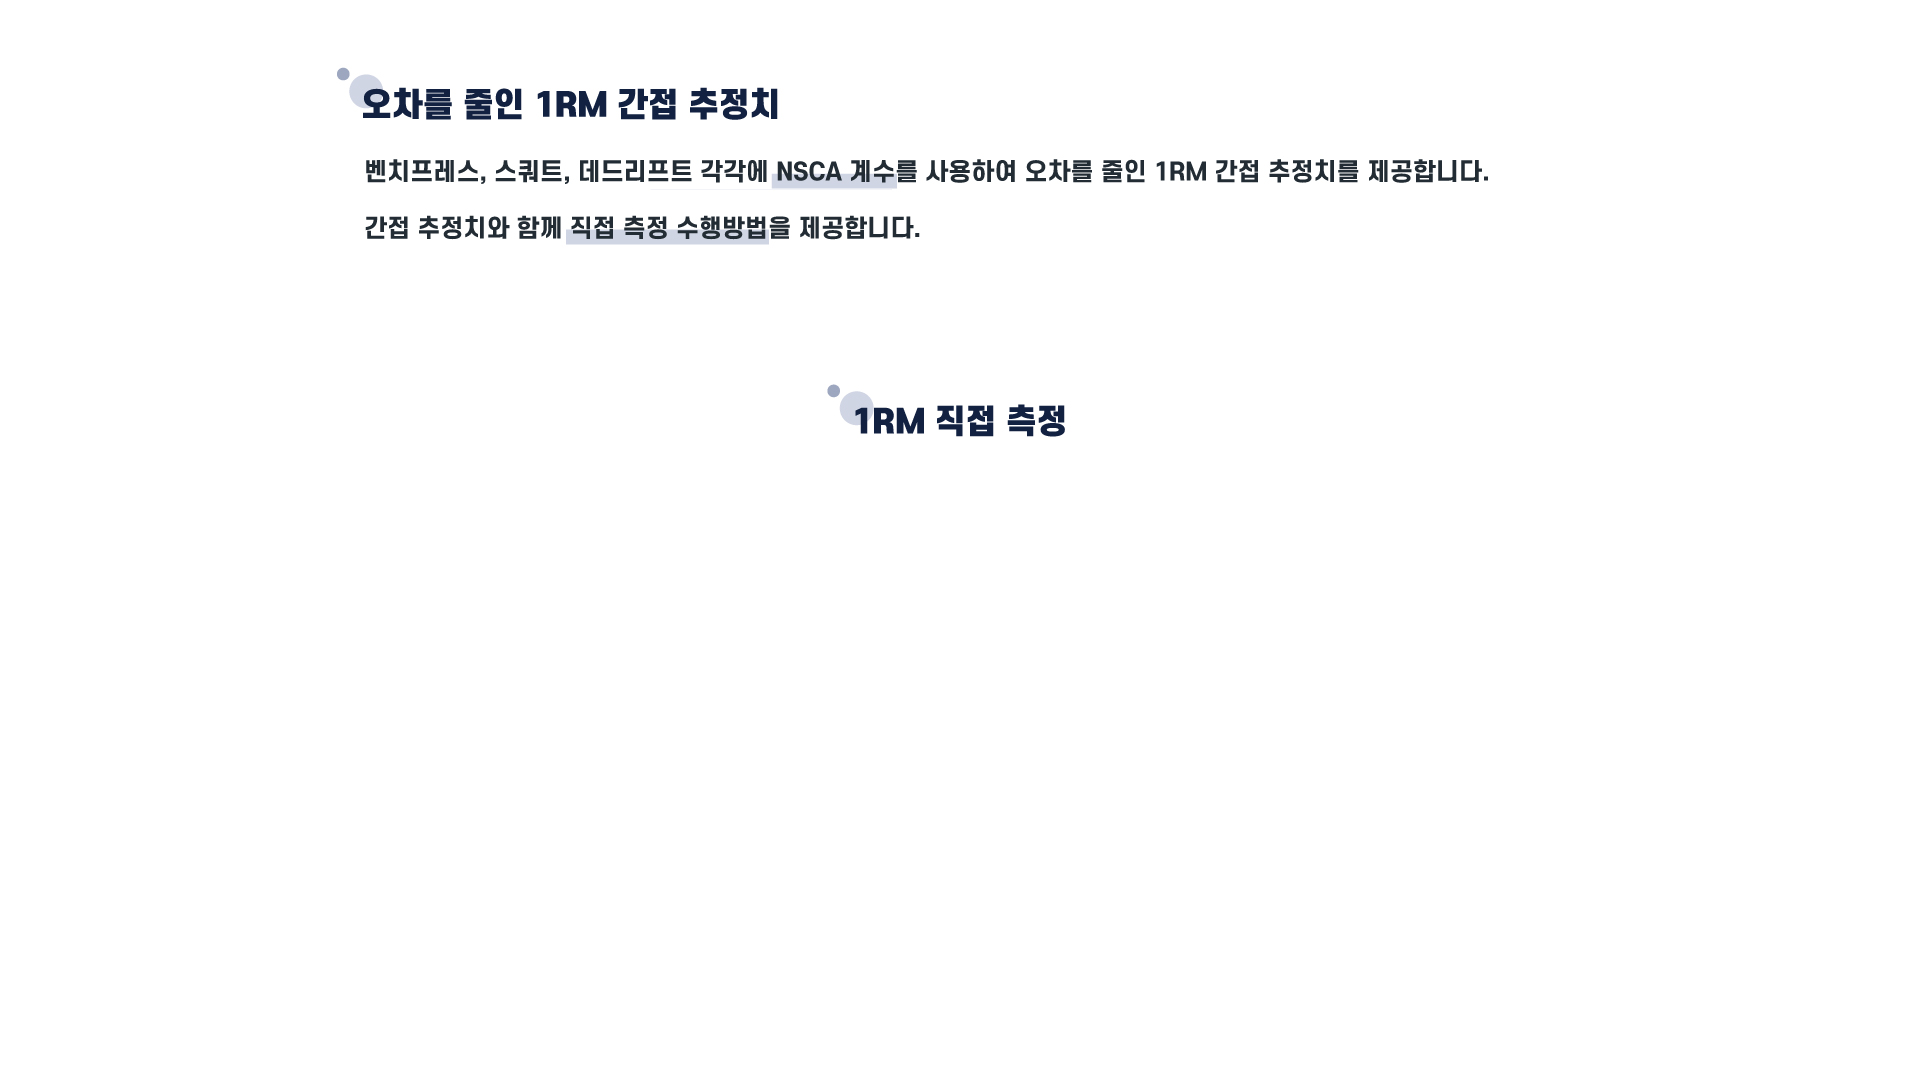 오차를 줄인 1RM 간접 추정치
벤치프레스, 스쿼트, 데드리프트 각각에 NSCA 계수를 사용하여 오차를 줄인 1RM 간접 추정치를 제공합니다.
간접 추정치와 함께 직접 측정 수행방법을 제공합니다.
1RM 직접 측정